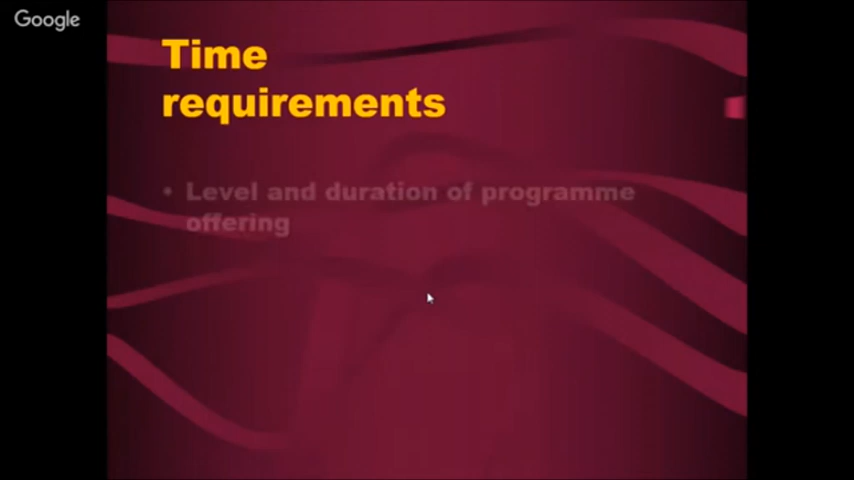 Google
Time
requirements
• Level and duration of programme
offering